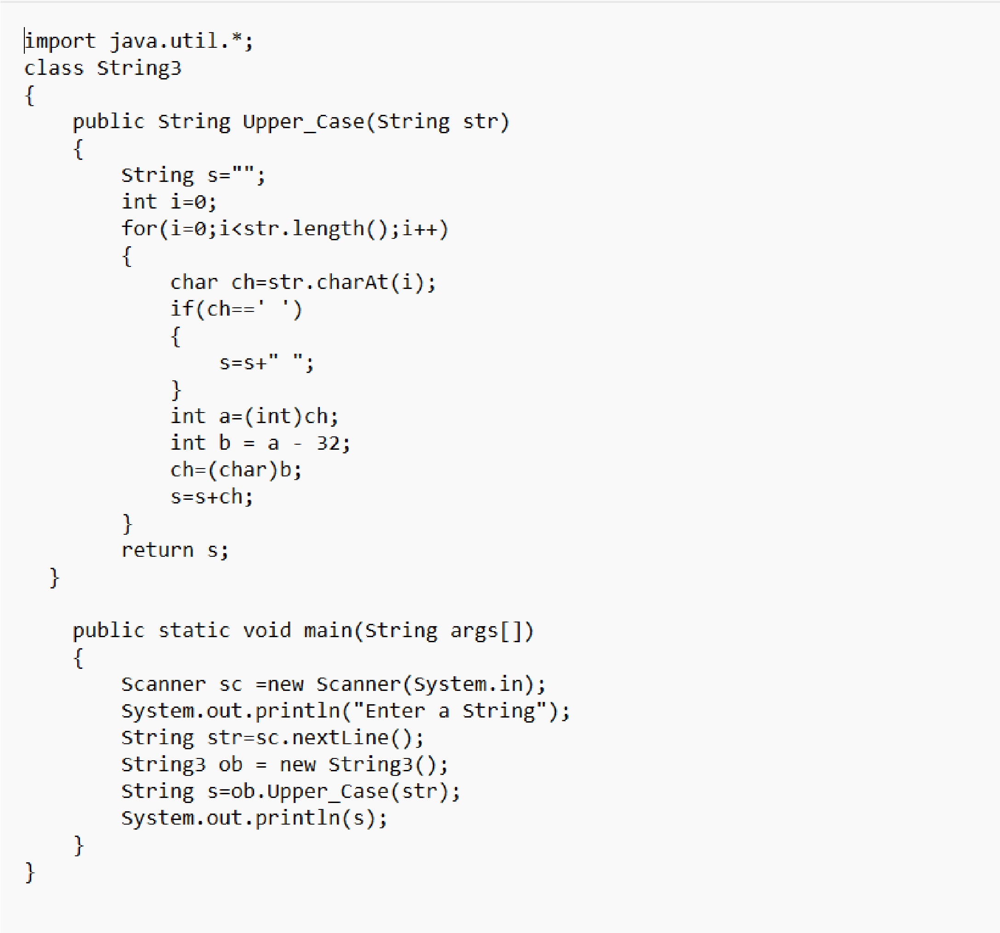 import java.util.*;
class String3
{
    public String Upper_Case(String str)
    {
        String s="";
        int i=0;
        for(i=0;i<str.length();i++)
        {
            char ch=str.charAt(i);
            if(ch==' ')
            {
                s=s+" ";
            }
            int a=(int)ch;
            int b = a - 32;
            ch=(char)b;
            s=s+ch;
        }
        return s;
  }

    public static void main(String args[])
    {
        Scanner sc =new Scanner(System.in);
        System.out.println("Enter a String");
        String str=sc.nextLine();
        String3 ob = new String3();
        String s=ob.Upper_Case(str);
        System.out.println(s);
    }
}